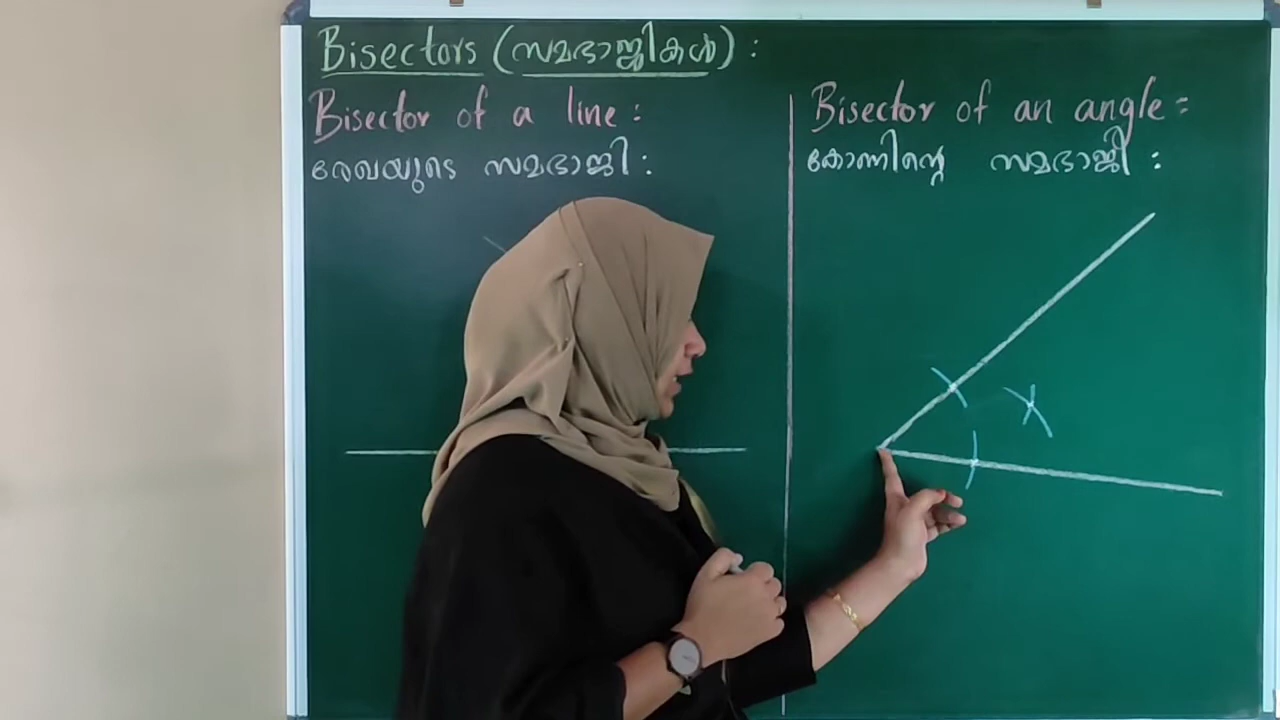 Bisectors (സമഭാജികൾ) :
Bisector of a line :
രേഖയുടെ സമഭാജി :
Bisector of an angle :
കോണിന്റെ സമഭാജി :